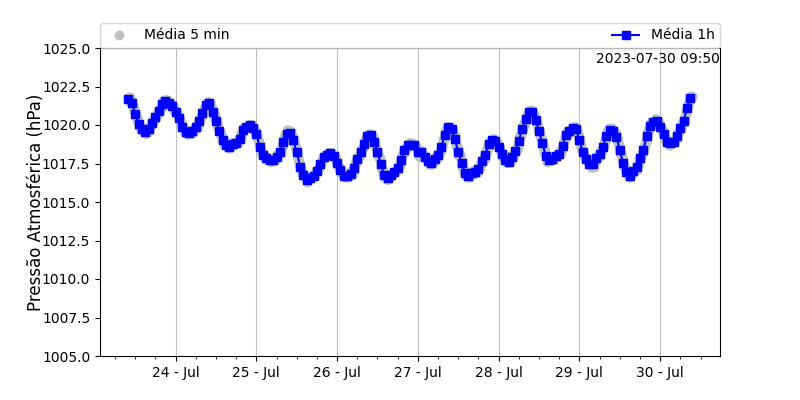 Média 5 min
Média 1h
2023-07-30 09:50
Pressão Atmosférica (hPa)
1025.0
1022.5
1020.0
1017.5
1015.0
1012.5
1010.0
1007.5
1005.0
24 - Jul
25 - Jul
26 - Jul
27 - Jul
28 - Jul
29 - Jul
30 - Jul